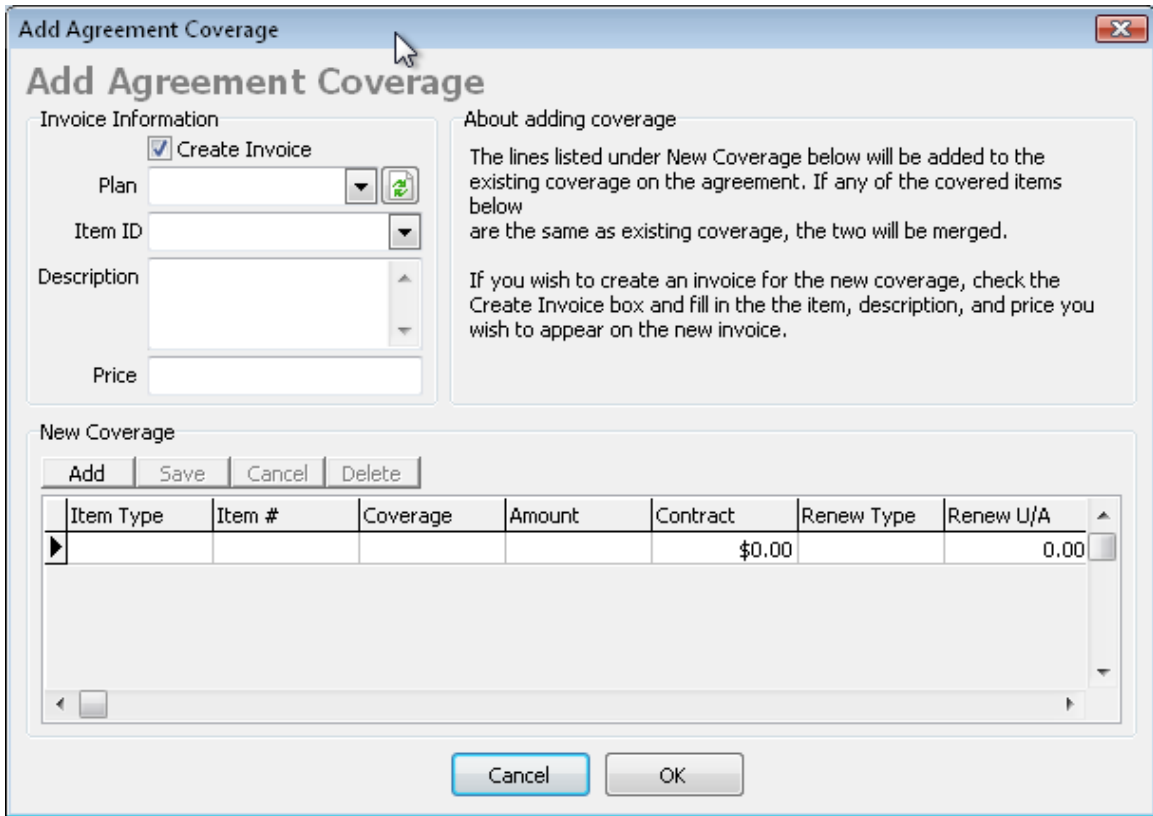 Add Agreement Coverage
Add Agreement Coverage
Invoice Information
Create Invoice
Plan
Item ID
Description
Price
About adding coverage
The lines listed under New Coverage below will be added to the
existing coverage on the agreement. If any of the covered items
below
are the same as existing coverage, the two will be merged.
If you wish to create an invoice for the new coverage, check the
Create Invoice box and fill in the the item, description, and price you
wish to appear on the new invoice.
New Coverage
Add Save Cancel Delete
Item Type Item # Coverage Amount Contract Renew Type Renew U/A
$0.00 0.00
Cancel OK